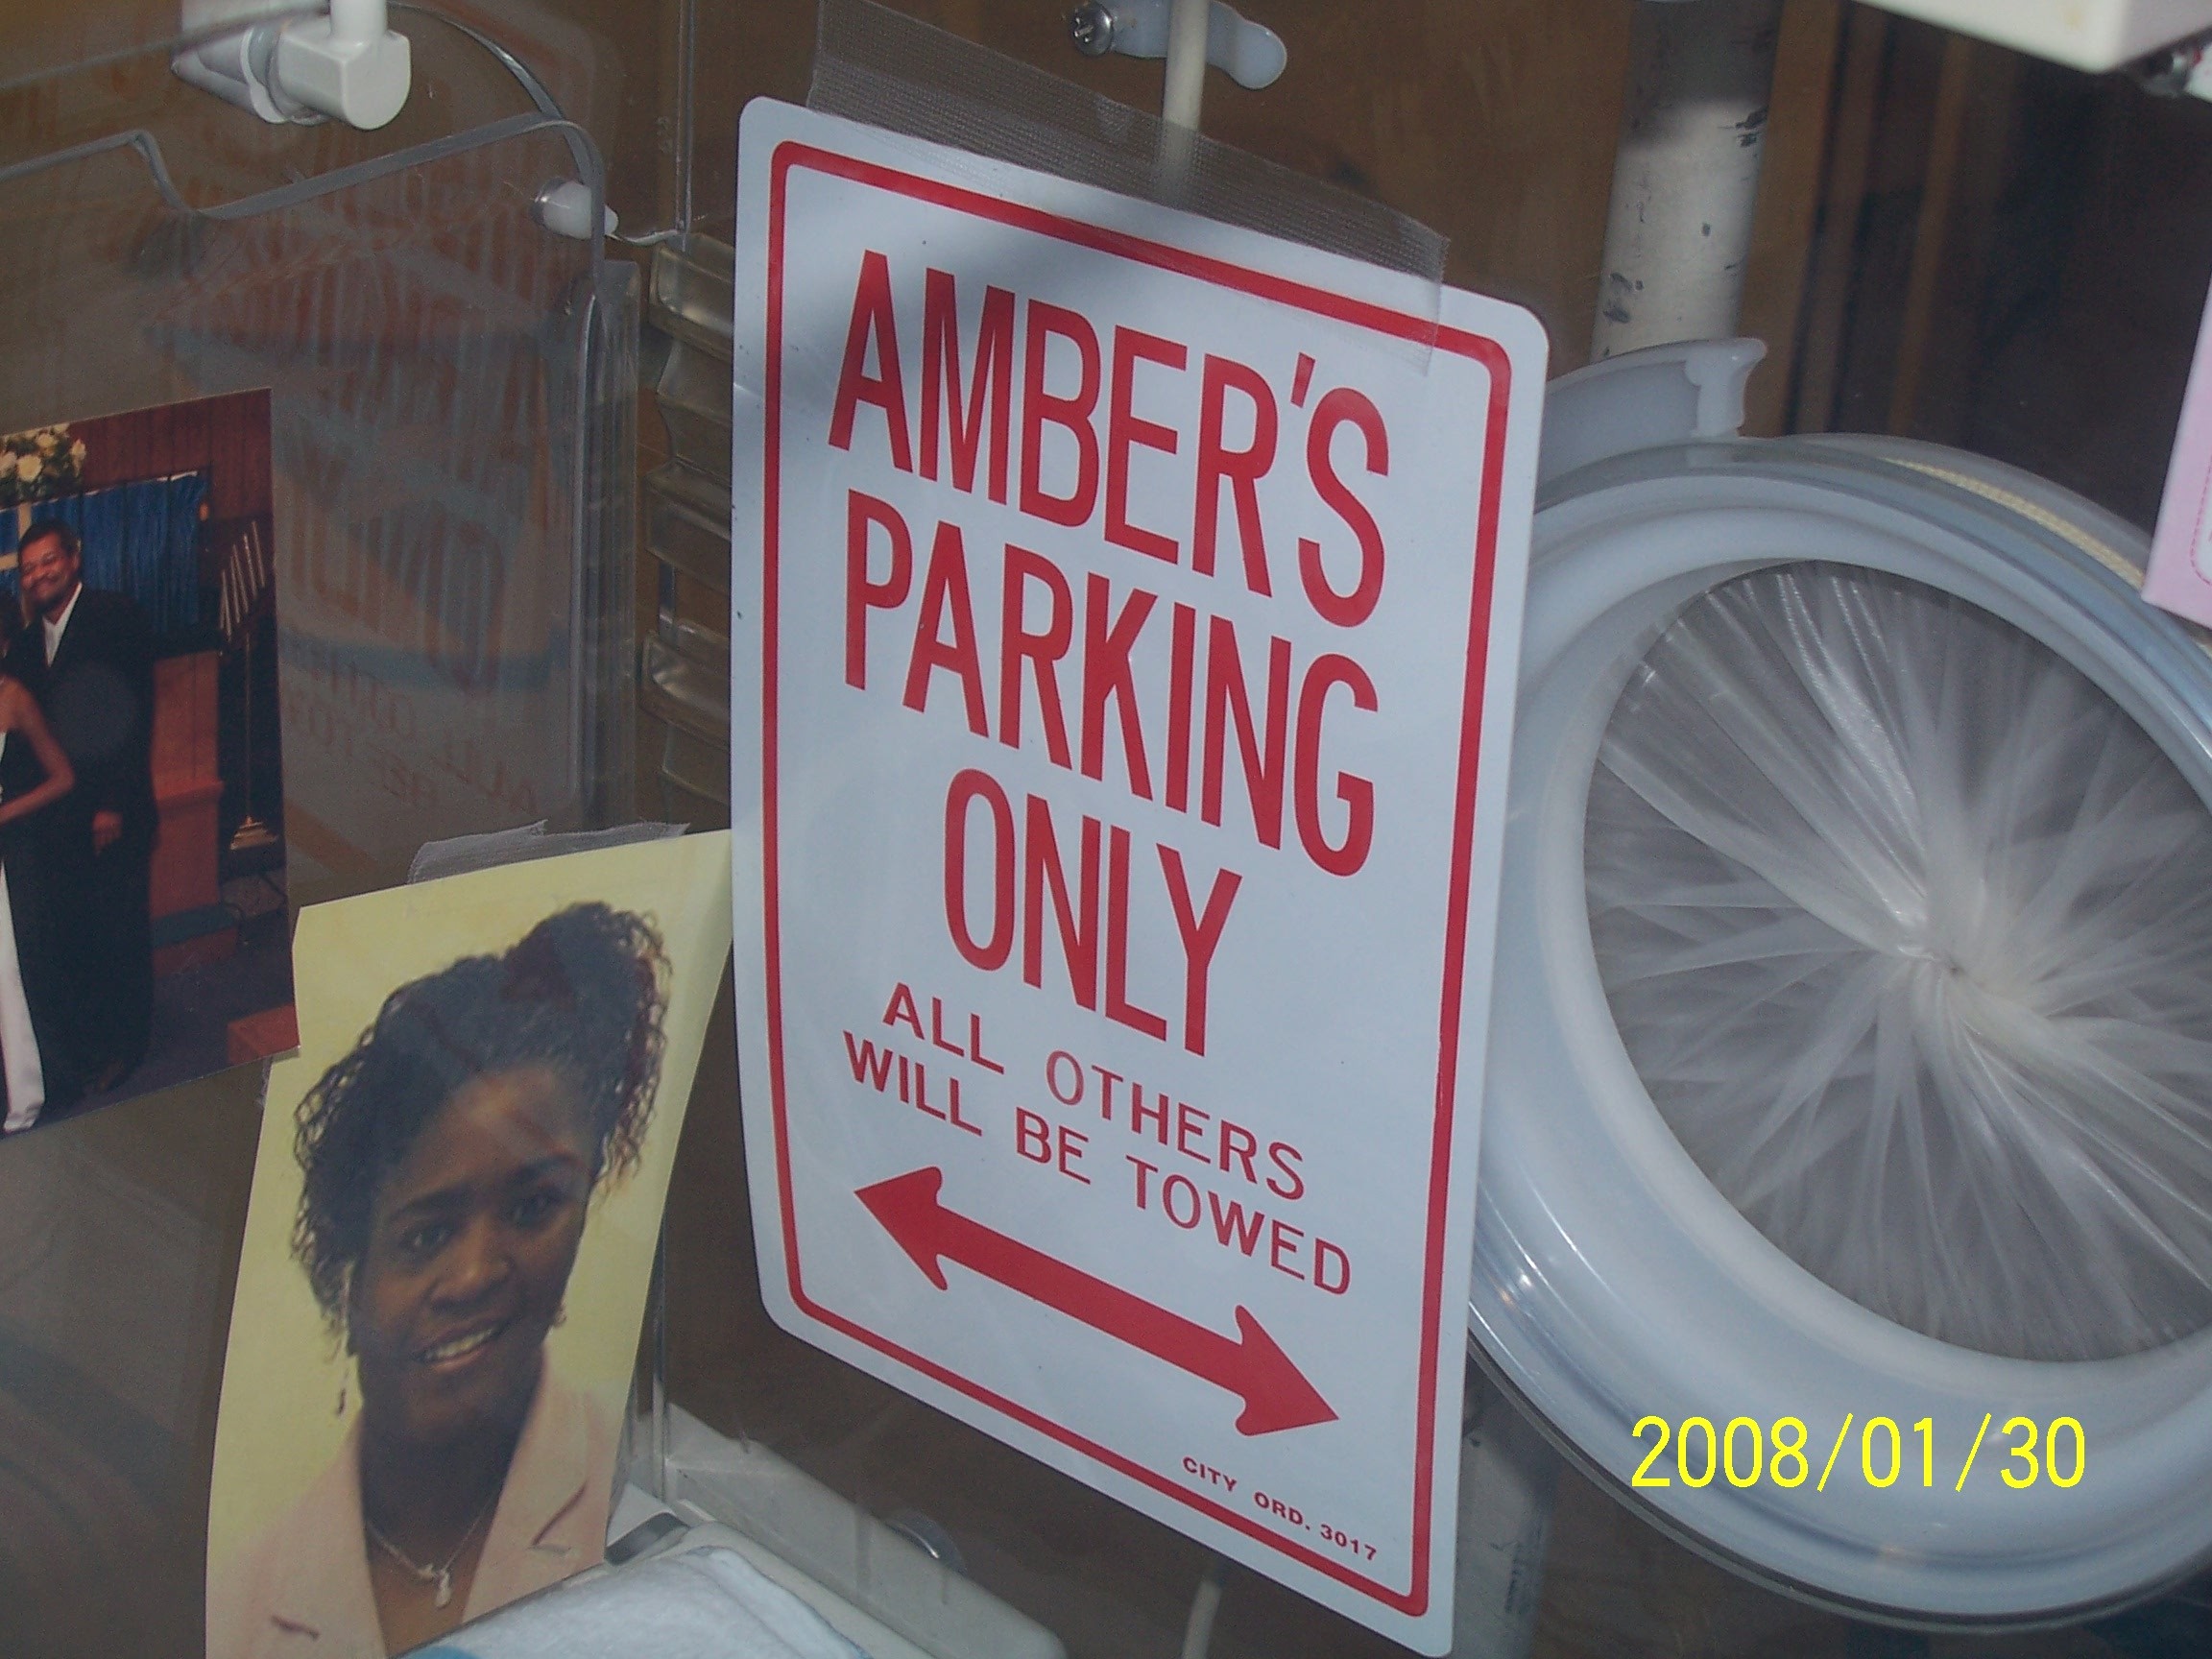 AMBER'S
PARKING
ONLY
ALL OTHERS
WILL BE TOWED
CITY ORD. 3017
2008/01/30